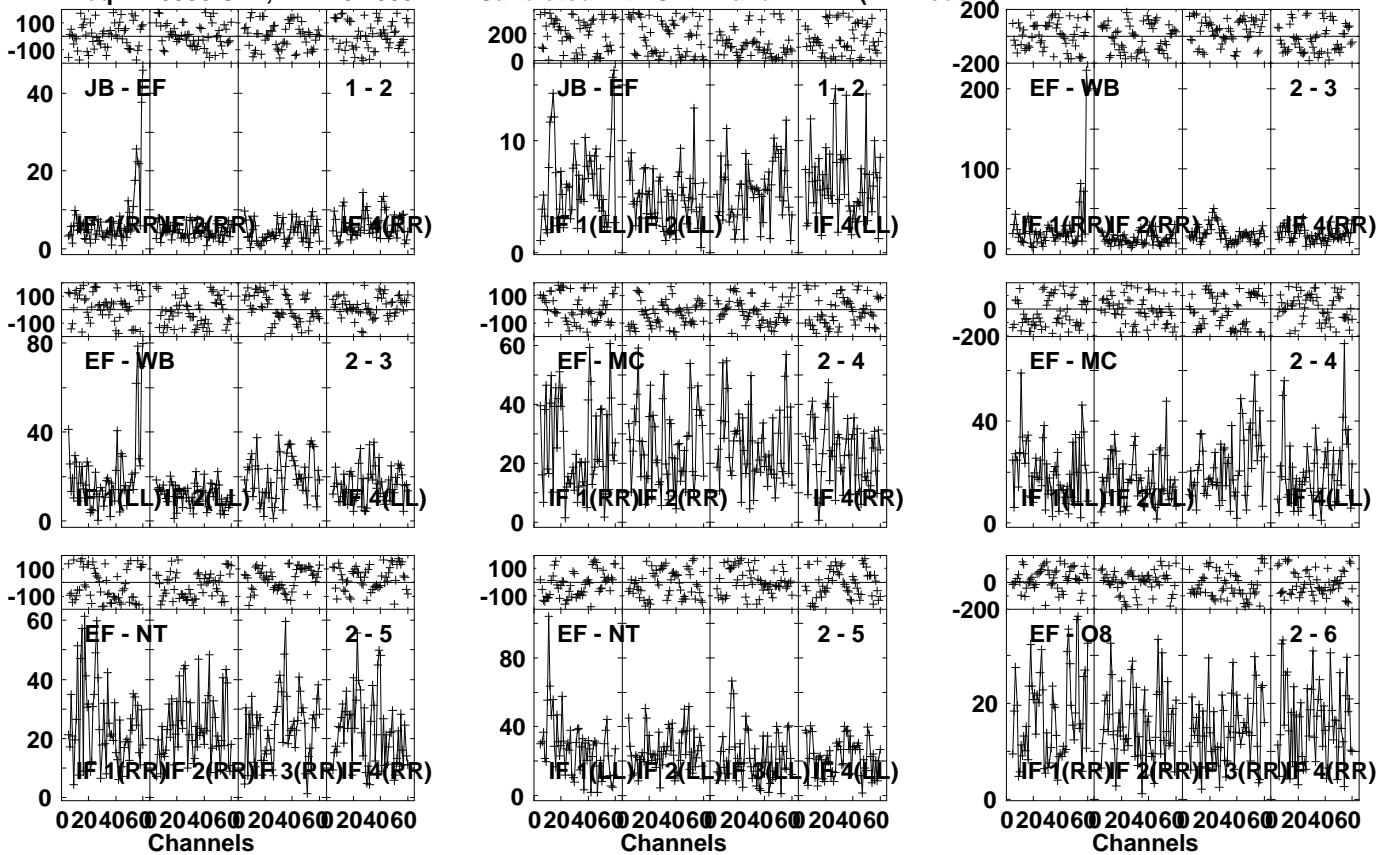 100
-100
JB - EF 1 - 2
40
20
0
IF 1(RR) IF 2(RR) IF 4(RR)
200
0
JB - EF 1 - 2
10
0
IF 1(LL) IF 2(LL) IF 4(LL)
200
-200
EF - WB 2 - 3
200
100
0
IF 1(RR) IF 2(RR) IF 4(RR)
100
-100
80
EF - WB 2 - 3
40
0
IF 1(LL) IF 2(LL) IF 4(LL)
100
-100
60
EF - MC 2 - 4
40
20
0
IF 1(RR) IF 2(RR) IF 4(RR)
0
-200
EF - MC 2 - 4
40
0
IF 1(LL) IF 2(LL) IF 4(LL)
100
-100
60
EF - NT 2 - 5
40
20
0
IF 1(RR) IF 2(RR) IF 3(RR) IF 4(RR)
0 20 40 60 0 20 40 60 0 20 40 60 0 20 40 60
Channels
100
-100
EF - NT 2 - 5
80
40
0
IF 1(LL) IF 2(LL) IF 3(LL) IF 4(LL)
0 20 40 60 0 20 40 60 0 20 40 60 0 20 40 60
Channels
0
-200
EF - O8 2 - 6
20
0
IF 1(RR) IF 2(RR) IF 3(RR) IF 4(RR)
0 20 40 60 0 20 40 60 0 20 40 60 0 20 40 60
Channels